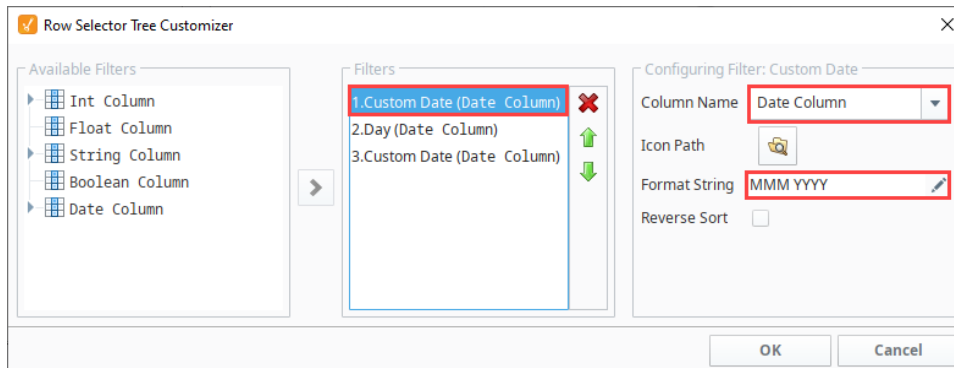 Row Selector Tree Customizer
Available Filters
Int Column
Float Column
String Column
Boolean Column
Date Column
Filters
1.Custom Date (Date Column)
2.Day (Date Column)
3.Custom Date (Date Column)
Configuring Filter: Custom Date
Column Name Date Column
Icon Path
Format String MMM YYYY
Reverse Sort
OK Cancel